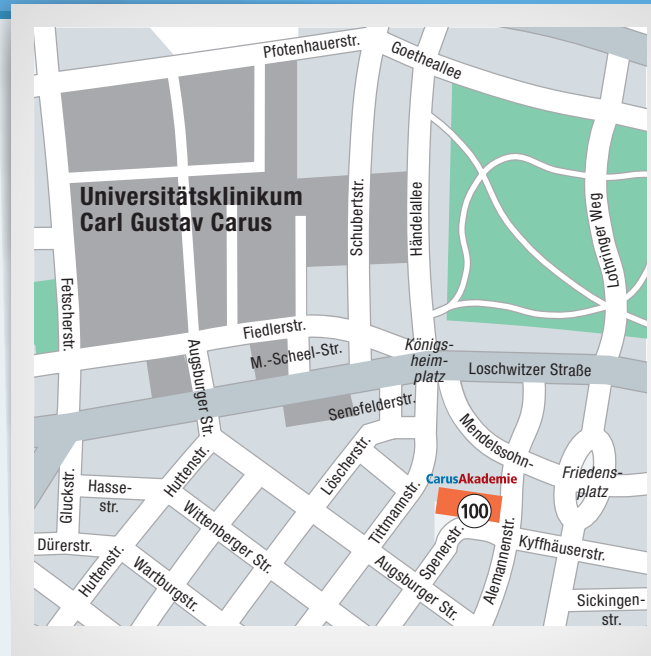 Pfotenhauerstr.
Goetheallee
Universitätsklinikum
Carl Gustav Carus
Schubertstr.
Händelallee
Lothringer Weg
Fetscherstr.
Fiedlerstr.
Augsburger Str.
M.-Scheel-Str.
Königs-
heim-
platz
Loschwitzer Straße
Senefelderstr.
Mendelssohn-
Löscherstr.
Huttenstr.
Gluckstr.
Hasse-
str.
CarusAkademie
100
Friedens-
platz
Tittmannstr.
Wittenberger Str.
Spenerstr.
Alemannenstr.
Kyffhäuserstr.
Dürerstr.
Huttenstr.
Wartburgstr.
Augsburger Str.
Sickingen-
str.